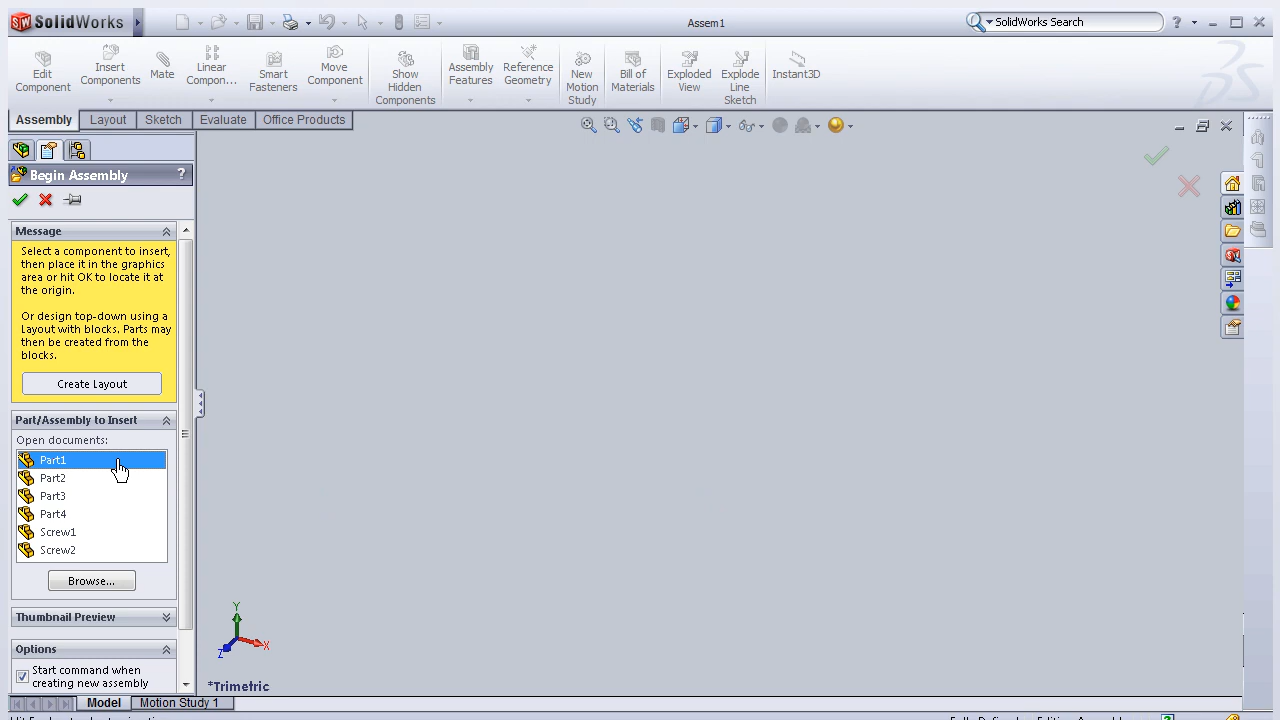 SolidWorks
Assem1
SolidWorks Search
?
Edit Component
Insert Components
Mate
Linear Compon...
Smart Fasteners
Move Component
Show Hidden Components
Assembly Features
Reference Geometry
New Motion Study
Bill of Materials
Exploded View
Explode Line Sketch
Instant3D
Assembly
Layout
Sketch
Evaluate
Office Products
Begin Assembly
?
Message
Select a component to insert,
then place it in the graphics
area or hit OK to locate it at
the origin.
Or design top-down using a
Layout with blocks. Parts may
then be created from the
blocks.
Create Layout
Part/Assembly to Insert
Open documents:
Part1
Part2
Part3
Part4
Screw1
Screw2
Browse...
Thumbnail Preview
Options
Start command when
creating new assembly
Y
X
Z
*Trimetric
Model
Motion Study 1